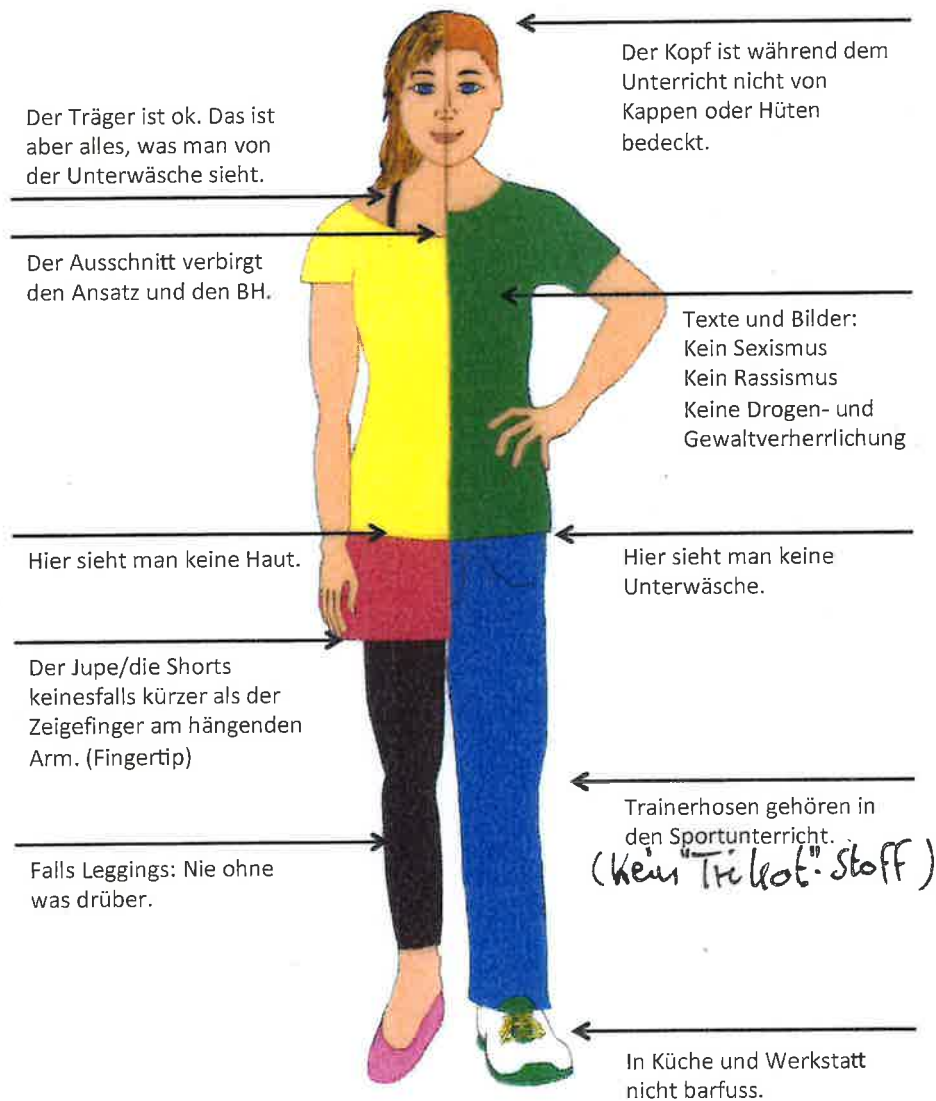 Der Kopf ist während dem
Unterricht nicht von
Kappen oder Hüten
bedeckt.
Der Träger ist ok. Das ist
aber alles, was man von
der Unterwäsche sieht.
Der Ausschnitt verbirgt
den Ansatz und den BH.
Texte und Bilder:
Kein Sexismus
Kein Rassismus
Keine Drogen- und
Gewaltverherrlichung
Hier sieht man keine Haut.
Hier sieht man keine
Unterwäsche.
Der Jupe/die Shorts
keinesfalls kürzer als der
Zeigefinger am hängenden
Arm. (Fingertip)
Trainerhosen gehören in
den Sportunterricht.
(Kein "Trikot"-Stoff)
Falls Leggings: Nie ohne
was drüber.
In Küche und Werkstatt
nicht barfuss.